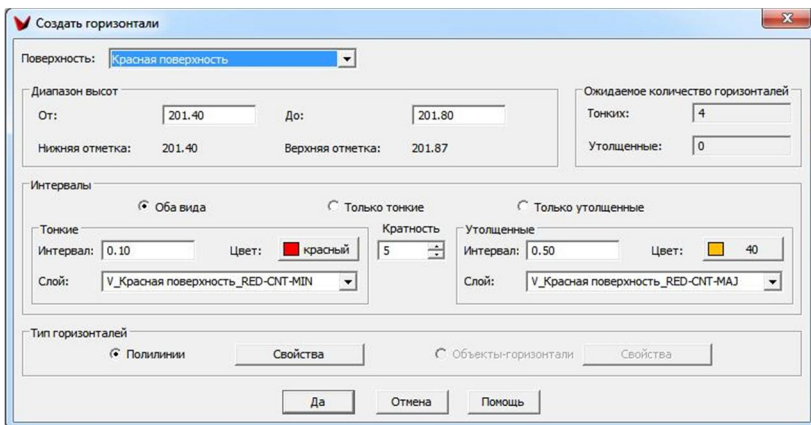 Создать горизонтали
Поверхность: Красная поверхность
Диапазон высот
От: 201.40 До: 201.80
Нижняя отметка: 201.40 Верхняя отметка: 201.87
Ожидаемое количество горизонталей
Тонких: 4
Утолщенные: 0
Интервалы
Оба вида Только тонкие Только утолщенные
Тонкие
Интервал: 0.10 Цвет: красный
Слой: V_Красная поверхность_RED-CNT-MIN
Кратность
5
Утолщенные
Интервал: 0.50 Цвет: 40
Слой: V_Красная поверхность_RED-CNT-MAJ
Тип горизонталей
Полилинии Свойства Объекты-горизонтали Свойства
Да Отмена Помощь